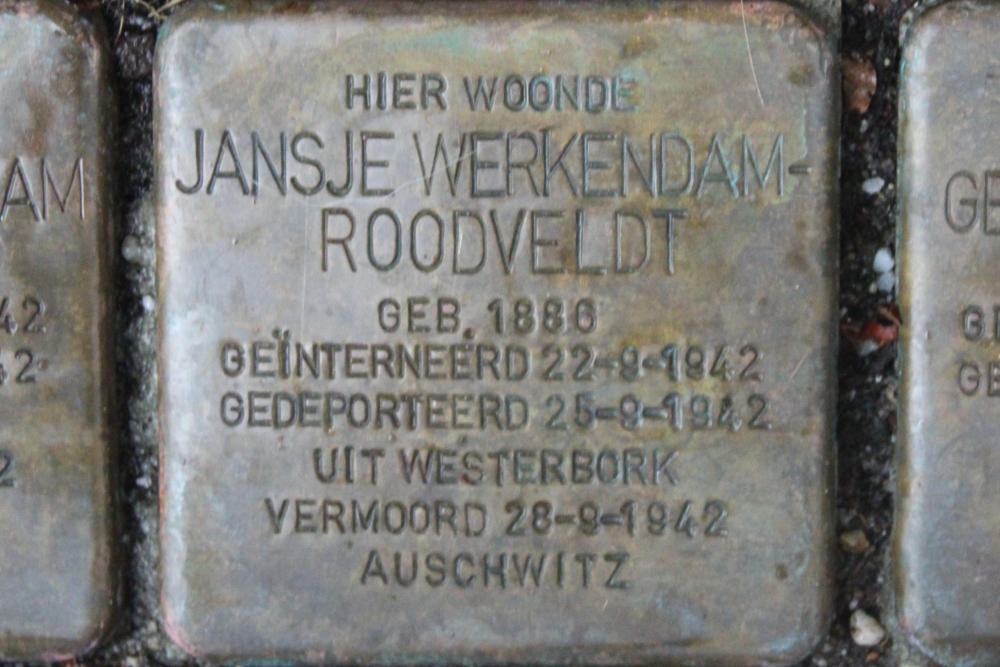 HIER WOONDE
JANSJE WERKENDAM-
ROODVELDT
GEB. 1886
GEÏNTERNEERD 22-9-1942
GEDEPORTEERD 25-9-1942
UIT WESTERBORK
VERMOORD 28-9-1942
AUSCHWITZ